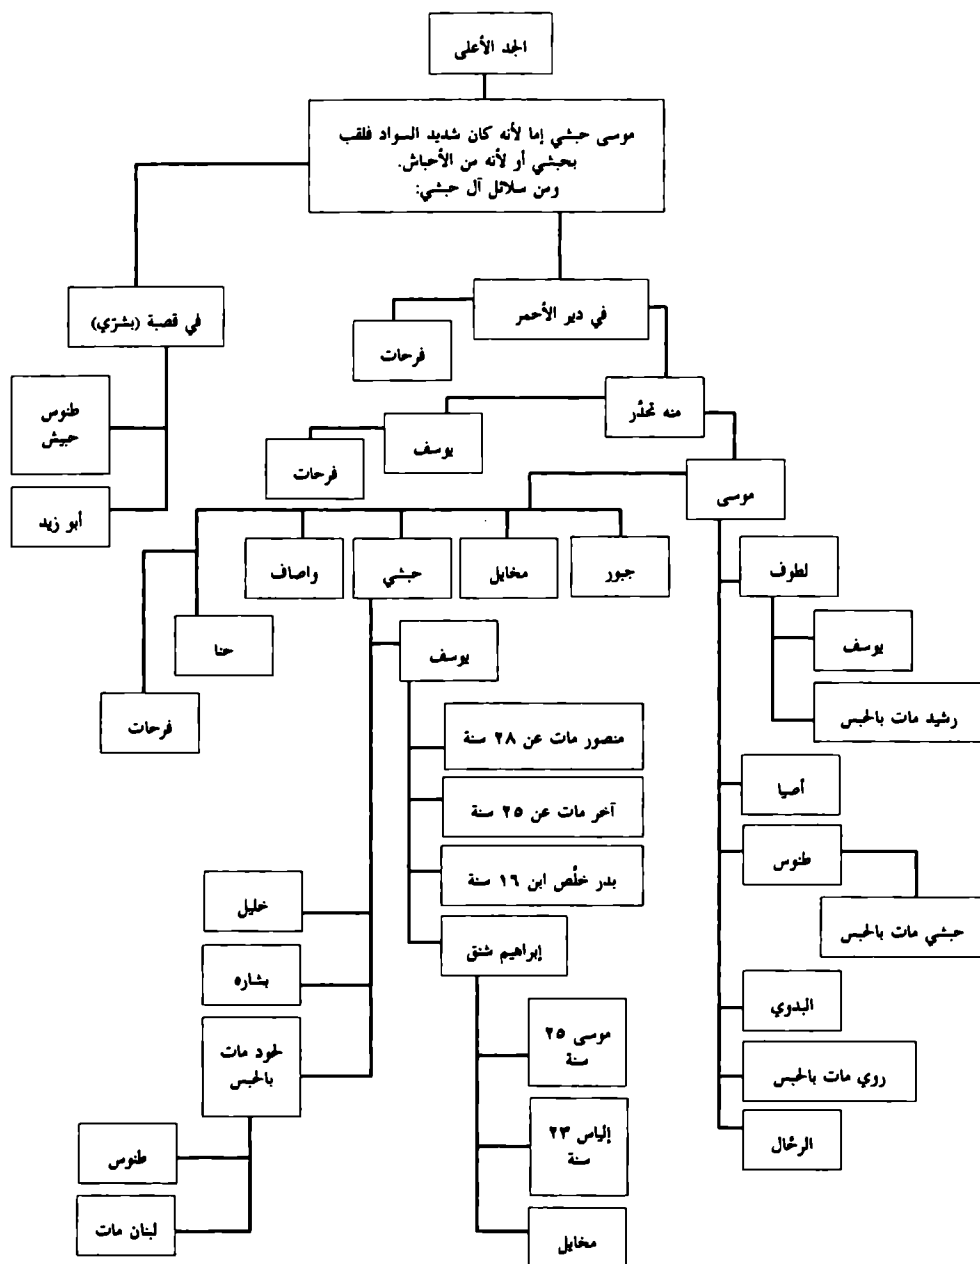 الجد الأعلى
موسى حبشي إما لأنه كان شديد السواد فلقب
بحبشي أو لأنه من الأحباش.
ومن سلائل آل حبشي:
في دير الأحمر
في قصبة (بشرّي)
فرحات
طنوس
حبيش
منه تحدّر
يوسف
فرحات
موسى
أبو زيد
جبور
مخايل
حبشي
واصاف
لطوف
حنا
يوسف
يوسف
فرحات
رشيد مات بالحبس
منصور مات عن ٢٨ سنة
آخر مات عن ٢٥ سنة
أصيا
طنوس
بدر خلّص ابن ١٦ سنة
خليل
حبشي مات بالحبس
إبراهيم شنق
بشاره
البدوي
لحود مات
بالحبس
موسى ٢٥
سنة
روي مات بالحبس
الرحّال
إلياس ٢٣
سنة
طنوس
لبنان مات
مخايل